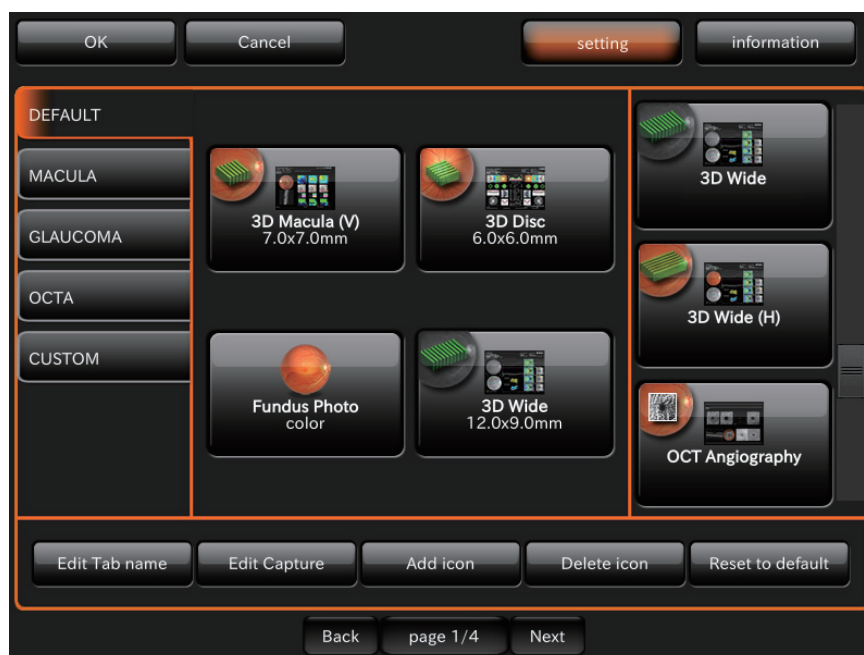 OK
Cancel
setting
information
DEFAULT
MACULA
GLAUCOMA
OCTA
CUSTOM
3D Macula (V)
7.0x7.0mm
3D Disc
6.0x6.0mm
Fundus Photo
color
3D Wide
12.0x9.0mm
3D Wide
3D Wide (H)
OCT Angiography
Edit Tab name
Edit Capture
Add icon
Delete icon
Reset to default
Back
page 1/4
Next